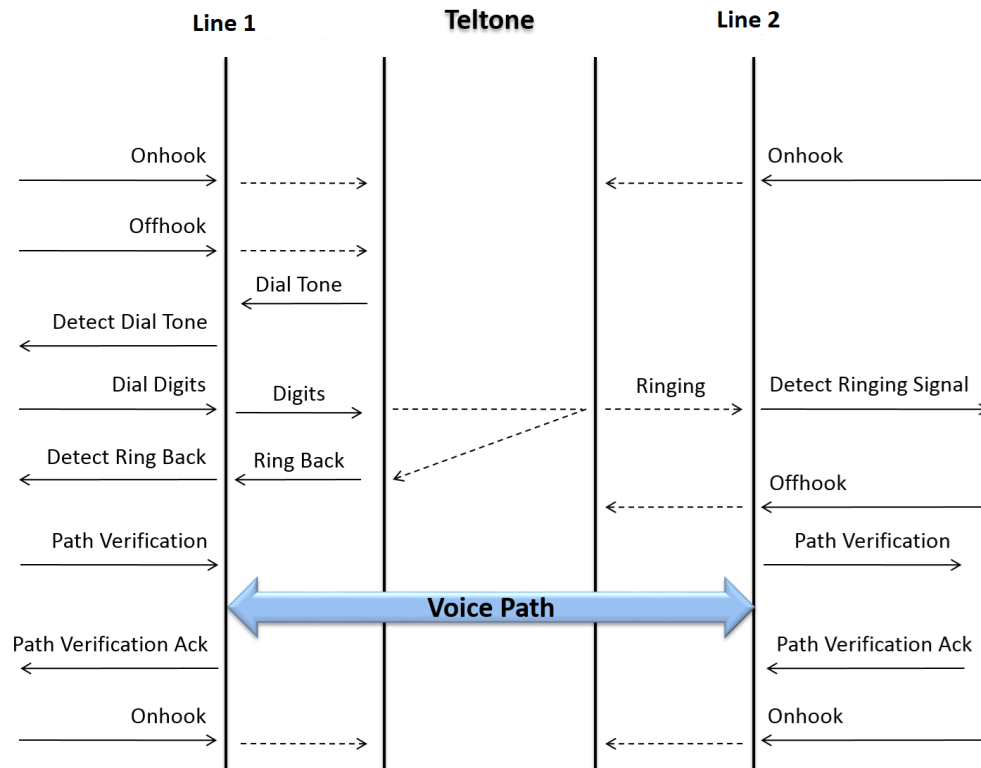 Line 1
Teltone
Line 2
Onhook
Onhook
Offhook
Dial Tone
Detect Dial Tone
Dial Digits
Digits
Ringing
Detect Ringing Signal
Detect Ring Back
Ring Back
Offhook
Path Verification
Path Verification
Voice Path
Path Verification Ack
Path Verification Ack
Onhook
Onhook